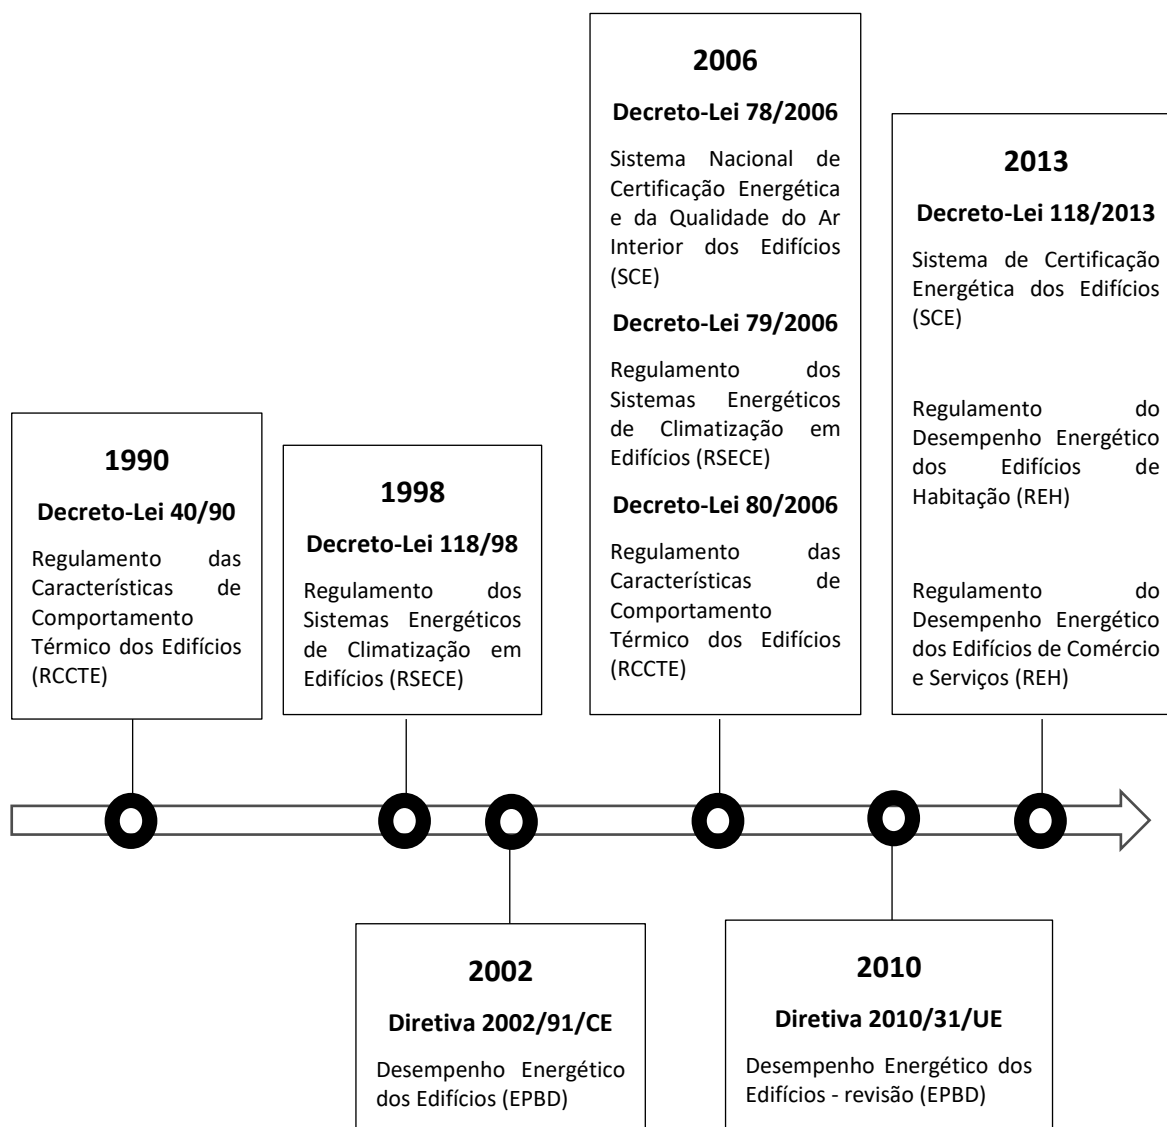 1990
Decreto-Lei 40/90
Regulamento das
Características de
Comportamento
Térmico dos Edifícios
(RCCTE)
1998
Decreto-Lei 118/98
Regulamento dos
Sistemas Energéticos
de Climatização em
Edifícios (RSECE)
2006
Decreto-Lei 78/2006
Sistema Nacional de
Certificação Energética
e da Qualidade do Ar
Interior dos Edifícios
(SCE)
Decreto-Lei 79/2006
Regulamento dos
Sistemas Energéticos
de Climatização em
Edifícios (RSECE)
Decreto-Lei 80/2006
Regulamento das
Características de
Comportamento
Térmico dos Edifícios
(RCCTE)
2013
Decreto-Lei 118/2013
Sistema de Certificação
Energética dos Edifícios
(SCE)
Regulamento do
Desempenho Energético
dos Edifícios de
Habitação (REH)
Regulamento do
Desempenho Energético
dos Edifícios de Comércio
e Serviços (REH)
2002
Diretiva 2002/91/CE
Desempenho Energético
dos Edifícios (EPBD)
2010
Diretiva 2010/31/UE
Desempenho Energético dos
Edifícios - revisão (EPBD)